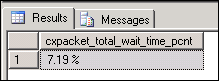 Results Messages
cxpacket_total_wait_time_pcnt
1 7.19 %